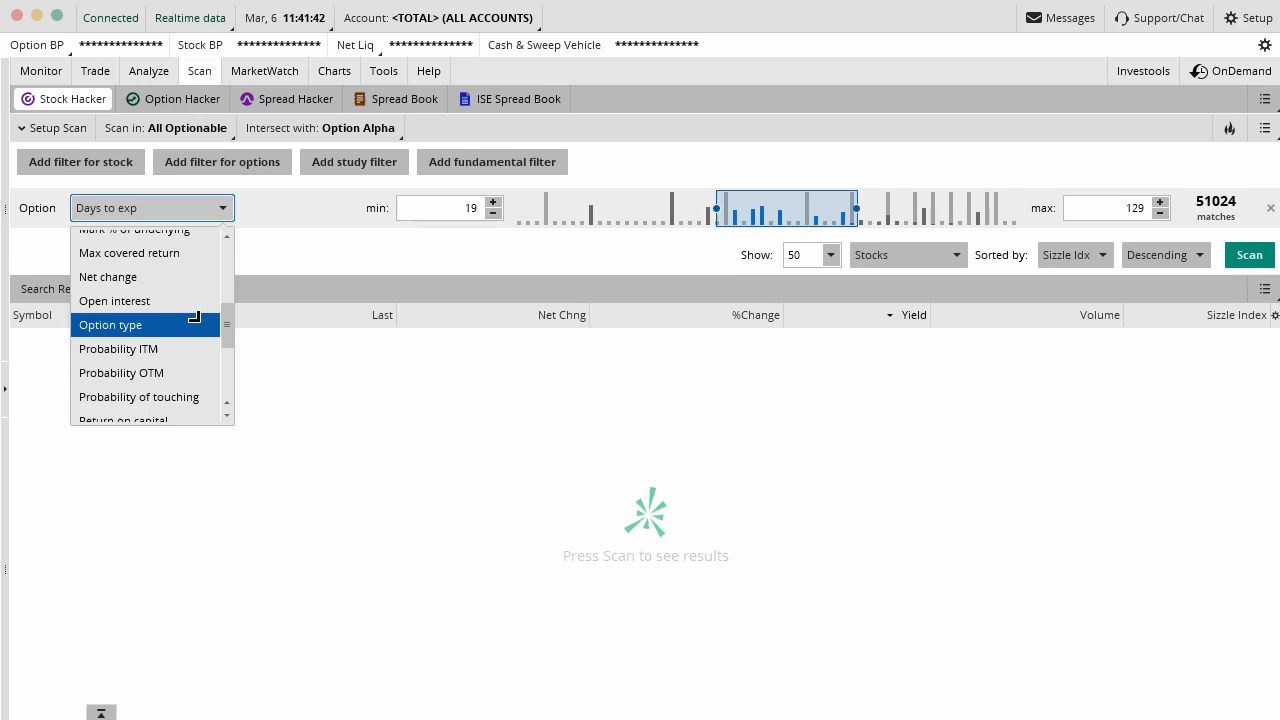 Connected Realtime data Mar, 6 11:41:42 Account: <TOTAL> (ALL ACCOUNTS) Messages Support/Chat Setup
Option BP ************** Stock BP ************** Net Liq ************** Cash & Sweep Vehicle **************
Monitor Trade Analyze Scan MarketWatch Charts Tools Help Investools OnDemand
Stock Hacker Option Hacker Spread Hacker Spread Book ISE Spread Book
Setup Scan Scan in: All Optionable Intersect with: Option Alpha
Add filter for stock Add filter for options Add study filter Add fundamental filter
Option Days to exp min: 19 max: 129 51024
matches
Mark % of underlying
Max covered return
Net change
Open interest
Option type
Probability ITM
Probability OTM
Probability of touching
Return on capital
Show: 50 Stocks Sorted by: Sizzle Idx Descending Scan
Search Re
Symbol Last Net Chng %Change Yield Volume Sizzle Index
Press Scan to see results